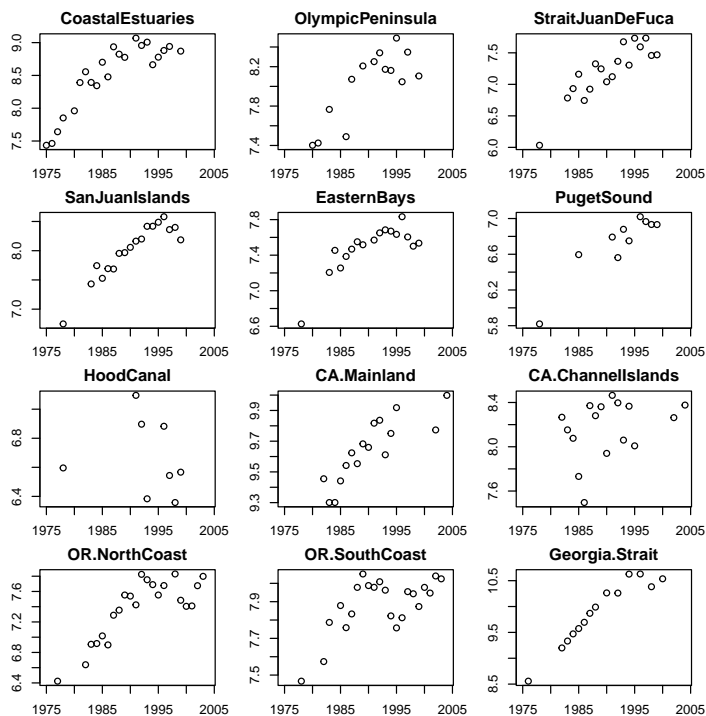 CoastalEstuaries
9.0
8.5
8.0
7.5
1975 1985 1995 2005
OlympicPeninsula
8.2
7.8
7.4
1975 1985 1995 2005
StraitJuanDeFuca
7.5
7.0
6.5
6.0
1975 1985 1995 2005
SanJuanIslands
8.0
7.0
1975 1985 1995 2005
EasternBays
7.8
7.4
7.0
6.6
1975 1985 1995 2005
PugetSound
7.0
6.6
6.2
5.8
1975 1985 1995 2005
HoodCanal
6.8
6.4
1975 1985 1995 2005
CA.Mainland
9.9
9.7
9.5
9.3
1975 1985 1995 2005
CA.ChannelIslands
8.4
8.0
7.6
1975 1985 1995 2005
OR.NorthCoast
7.6
7.2
6.8
6.4
1975 1985 1995 2005
OR.SouthCoast
7.9
7.7
7.5
1975 1985 1995 2005
Georgia.Strait
10.5
9.5
8.5
1975 1985 1995 2005